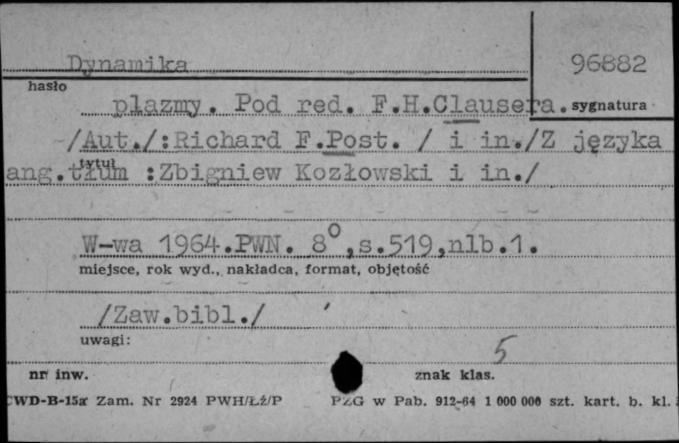 Dynamika 96882
hasło
plazmy. Pod red. F.H.Clausera. sygnatura
/Aut./:Richard F.Post. / i in./Z języka
tytuł
ang.tłum :Zbigniew Kozłowski i in./
W-wa 1964.PWN. 8°,s.519,nlb.1.
miejsce, rok wyd., nakładca, format, objętość
/Zaw.bibl./
uwagi:
5
nr inw. znak klas.
CWD-B-15a Zam. Nr 2924 PWH/Łż/P PZG w Pab. 912-64 1 000 000 szt. kart. b. kl.